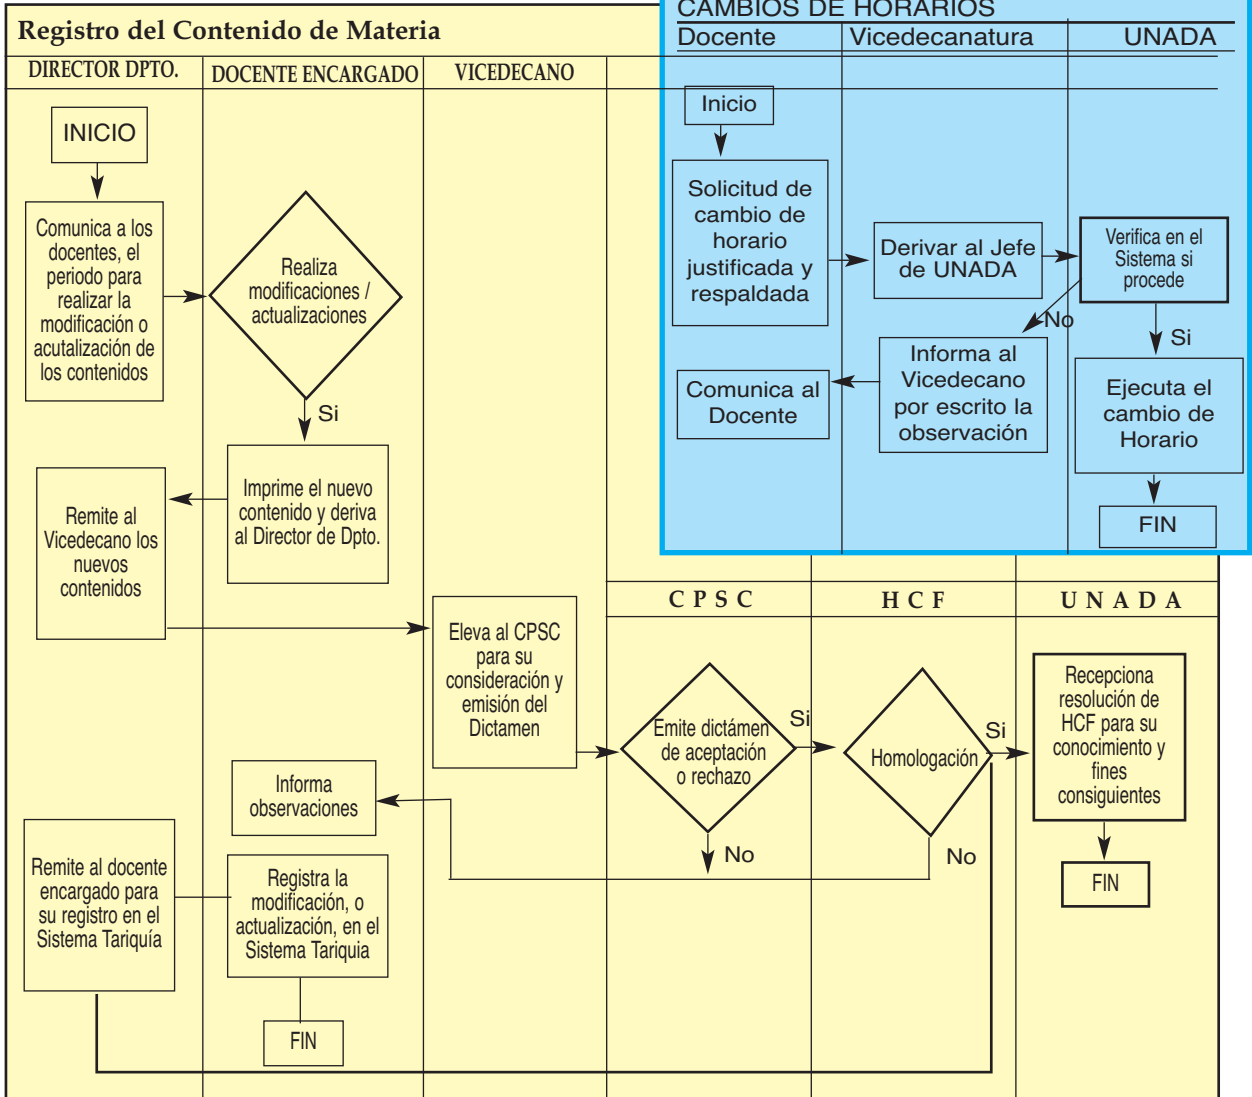 Registro del Contenido de Materia
DIRECTOR DPTO.
DOCENTE ENCARGADO
VICEDECANO
INICIO
Comunica a los
docentes, el
periodo para
realizar la
modificación o
acutalización de
los contenidos
Realiza
modificaciones /
actualizaciones
Si
Imprime el nuevo
contenido y deriva
al Director de Dpto.
Remite al
Vicedecano los
nuevos
contenidos
Eleva al CPSC
para su
consideración y
emisión del
Dictamen
CPSC
HCF
UNADA
Emite dictámen
de aceptación
o rechazo
Si
No
Homologación
Si
No
Recepciona
resolución de
HCF para su
conocimiento y
fines
consiguientes
FIN
Informa
observaciones
Remite al docente
encargado para
su registro en el
Sistema Tariquía
Registra la
modificación, o
actualización, en el
Sistema Tariquia
FIN
CAMBIOS DE HORARIOS
Docente
Vicedecanatura
UNADA
Inicio
Solicitud de
cambio de
horario
justificada y
respaldada
Derivar al Jefe
de UNADA
Verifica en el
Sistema si
procede
No
Si
Informa al
Vicedecano
por escrito la
observación
Comunica al
Docente
Ejecuta el
cambio de
Horario
FIN